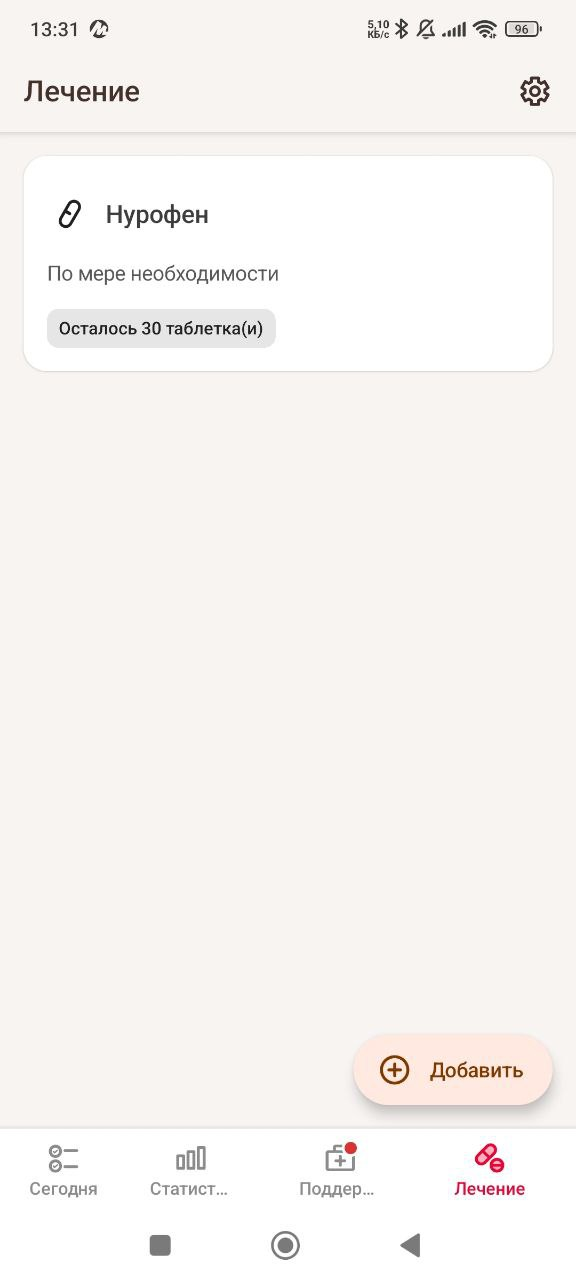 13:31
5,10 КБ/с
96
Лечение
Нурофен
По мере необходимости
Осталось 30 таблетка(и)
Добавить
Сегодня Статист... Поддер... Лечение